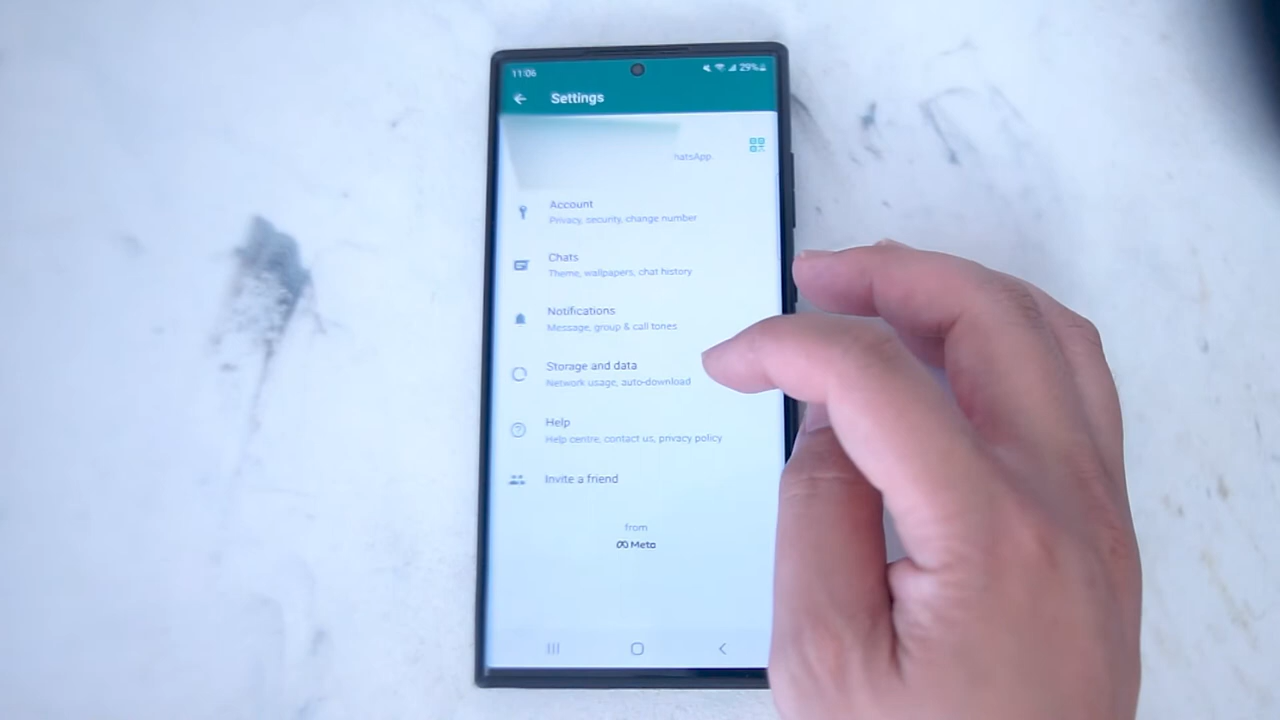 11:06
29%
Settings
hatsApp.
Account
Privacy, security, change number
Chats
Theme, wallpapers, chat history
Notifications
Message, group & call tones
Storage and data
Network usage, auto-download
Help
Help centre, contact us, privacy policy
Invite a friend
from
Meta